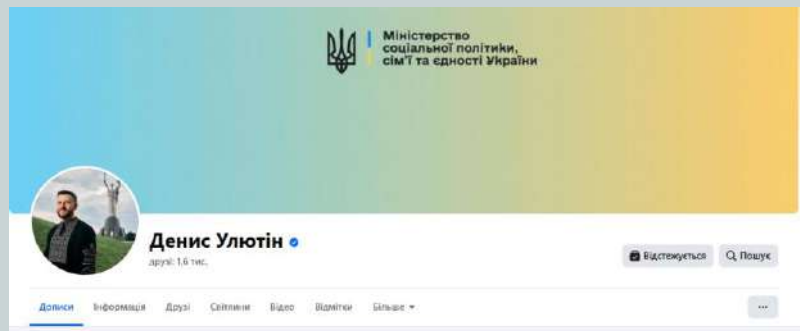 Міністерство
соціальної політики,
сім'ї та єдності України
Денис Улютін
друзі: 1,6 тис.
Відстежується
Пошук
Дописи Інформація Друзі Світлини Відео Відмітки Більше